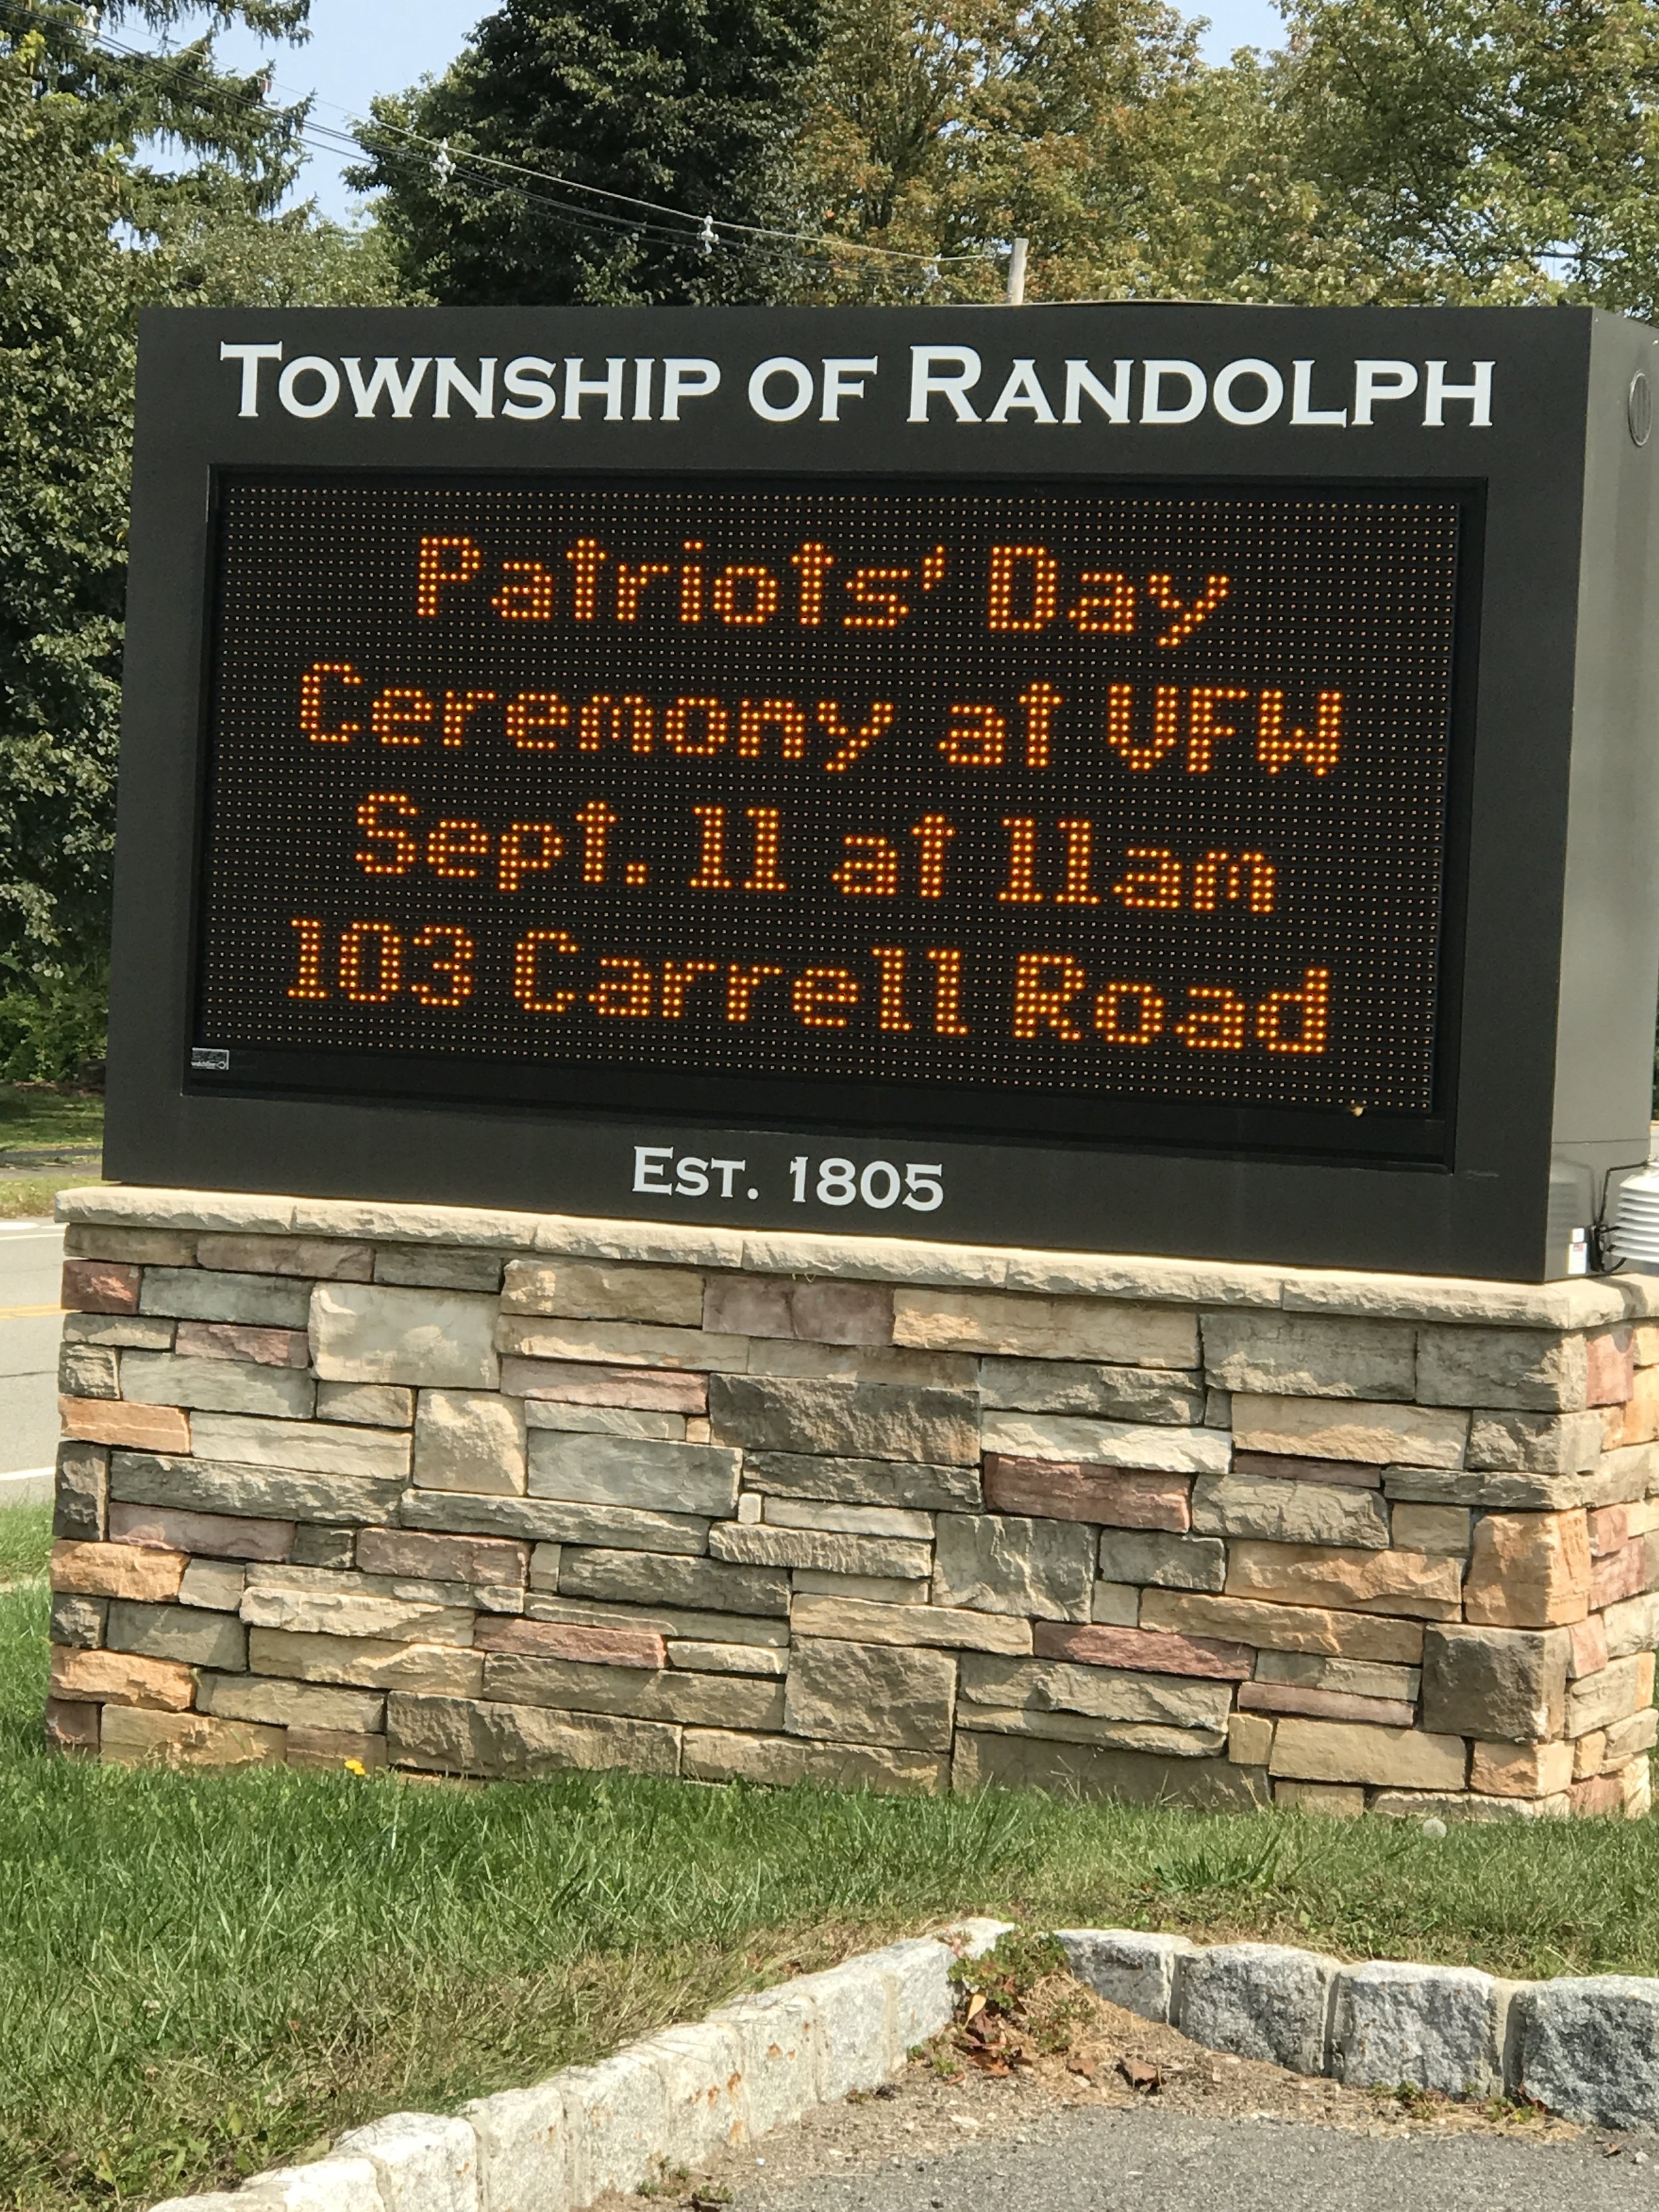 TOWNSHIP OF RANDOLPH
Patriots' Day
Ceremony at VFW
Sept. 11 at 11am
103 Carrell Road
EST. 1805